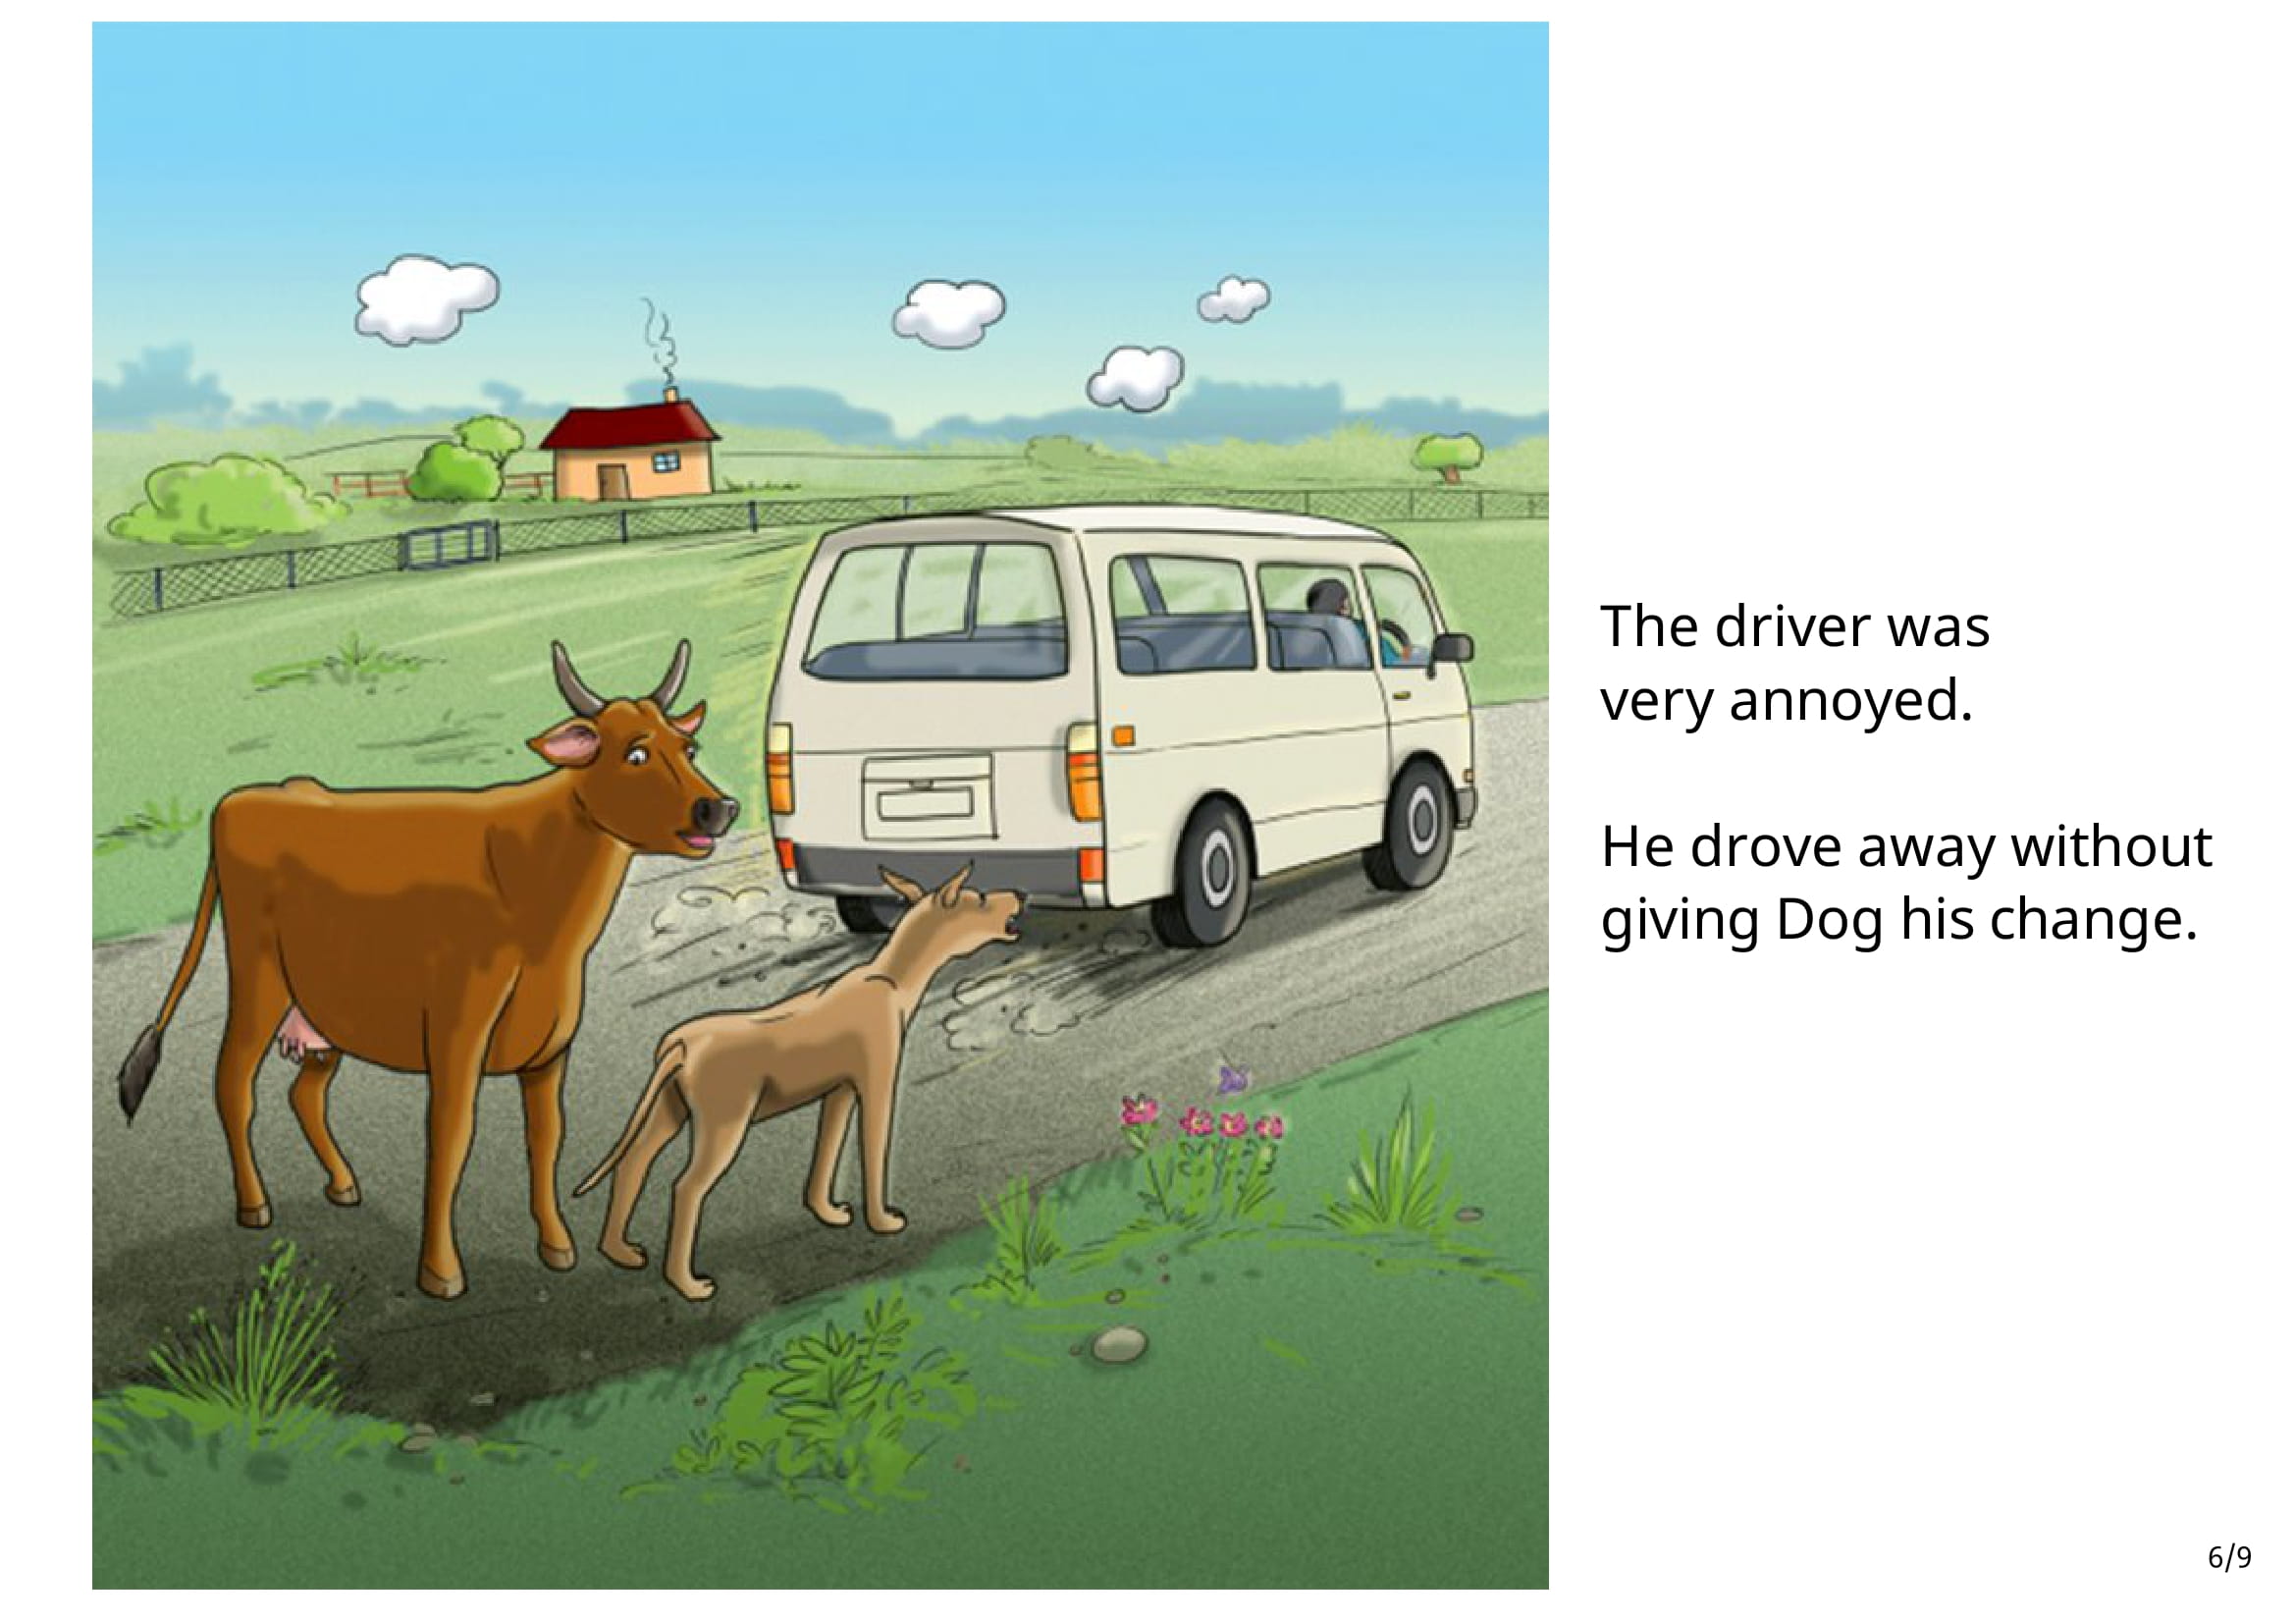 The driver was
very annoyed.
He drove away without
giving Dog his change.
6/9